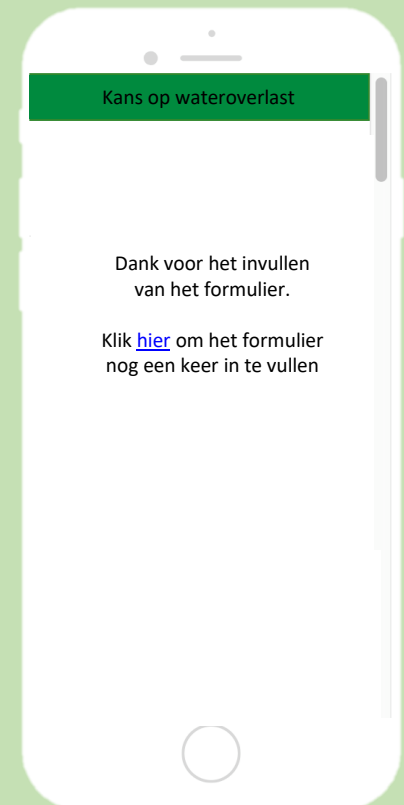 Kans op wateroverlast
Dank voor het invullen
van het formulier.
Klik hier om het formulier
nog een keer in te vullen